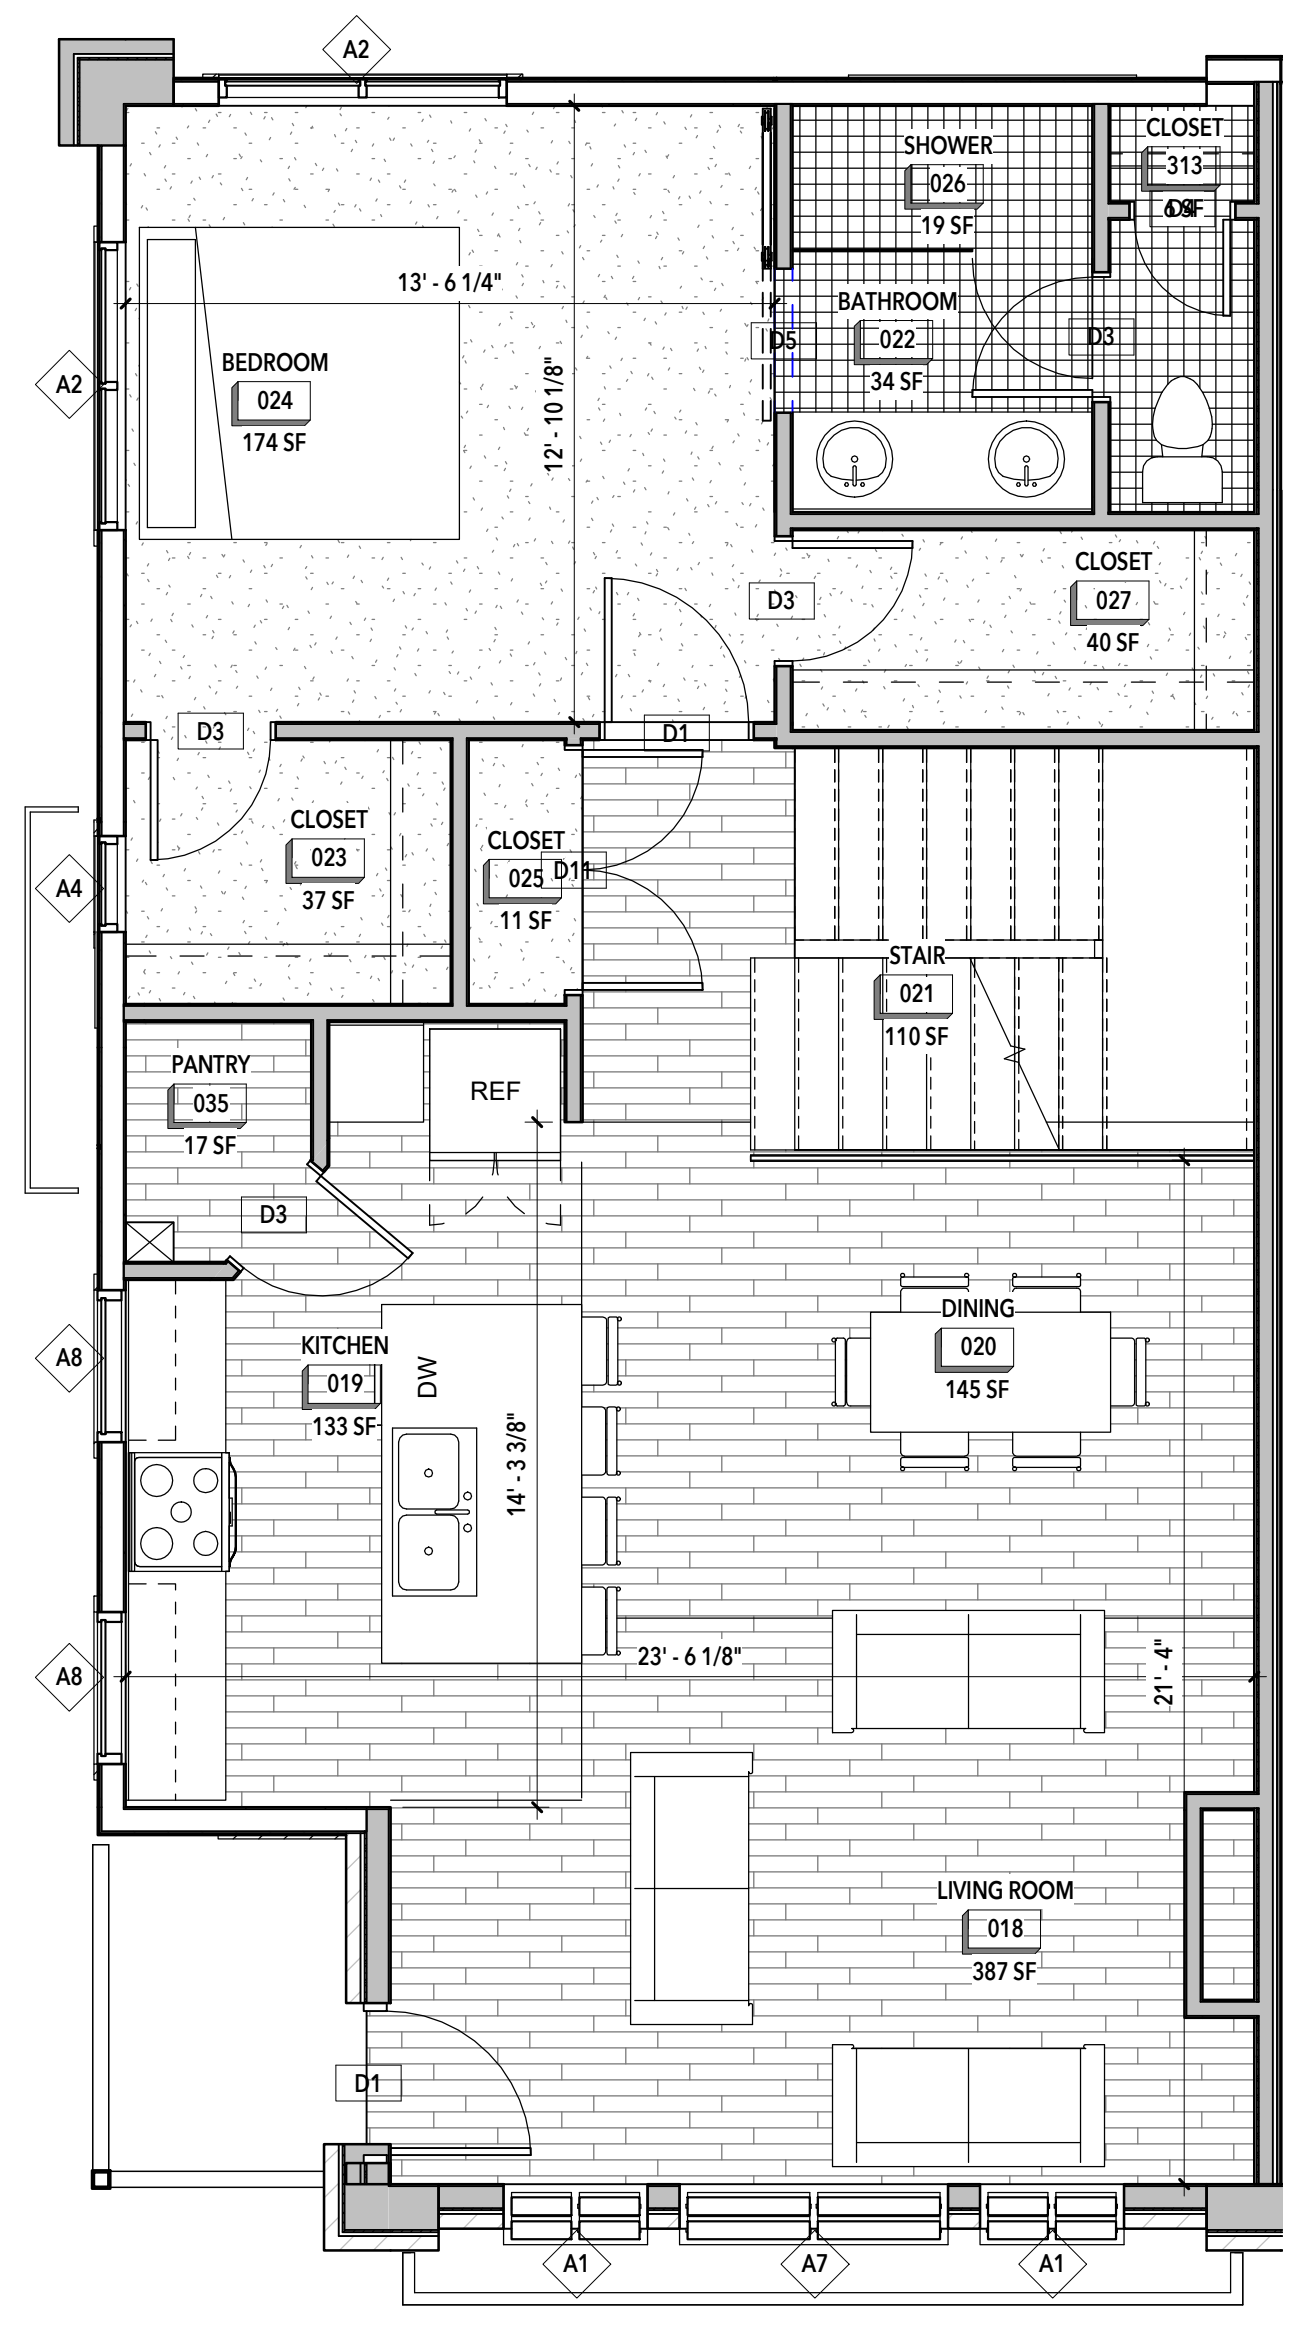 A2
CLOSET
313
6 SF
D4
SHOWER
026
19 SF
13' - 6 1/4"
BATHROOM
022
34 SF
D5
D3
A2
BEDROOM
024
174 SF
12' - 10 1/8"
D3
CLOSET
027
40 SF
D3
D1
CLOSET
023
37 SF
CLOSET
025
D11
11 SF
A4
STAIR
021
110 SF
PANTRY
035
17 SF
REF
D3
DINING
020
145 SF
KITCHEN
019
133 SF
DW
A8
14' - 3 3/8"
23' - 6 1/8"
21' - 4"
A8
LIVING ROOM
018
387 SF
D1
A1
A7
A1